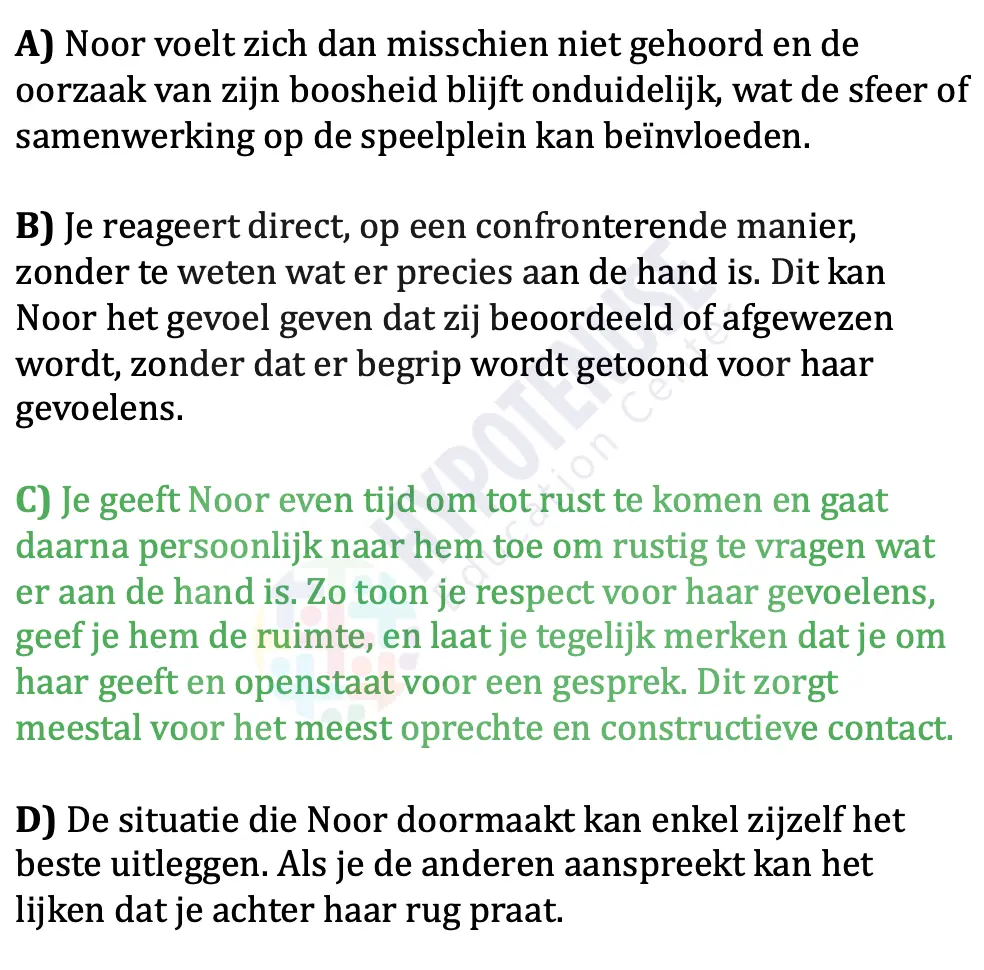 A) Noor voelt zich dan misschien niet gehoord en de
oorzaak van zijn boosheid blijft onduidelijk, wat de sfeer of
samenwerking op de speelplein kan beïnvloeden.
B) Je reageert direct, op een confronterende manier,
zonder te weten wat er precies aan de hand is. Dit kan
Noor het gevoel geven dat zij beoordeeld of afgewezen
wordt, zonder dat er begrip wordt getoond voor haar
gevoelens.
C) Je geeft Noor even tijd om tot rust te komen en gaat
daarna persoonlijk naar hem toe om rustig te vragen wat
er aan de hand is. Zo toon je respect voor haar gevoelens,
geef je hem de ruimte, en laat je tegelijk merken dat je om
haar geeft en openstaat voor een gesprek. Dit zorgt
meestal voor het meest oprechte en constructieve contact.
D) De situatie die Noor doormaakt kan enkel zijzelf het
beste uitleggen. Als je de anderen aanspreekt kan het
lijken dat je achter haar rug praat.
HYPOTENUSE
Education Center